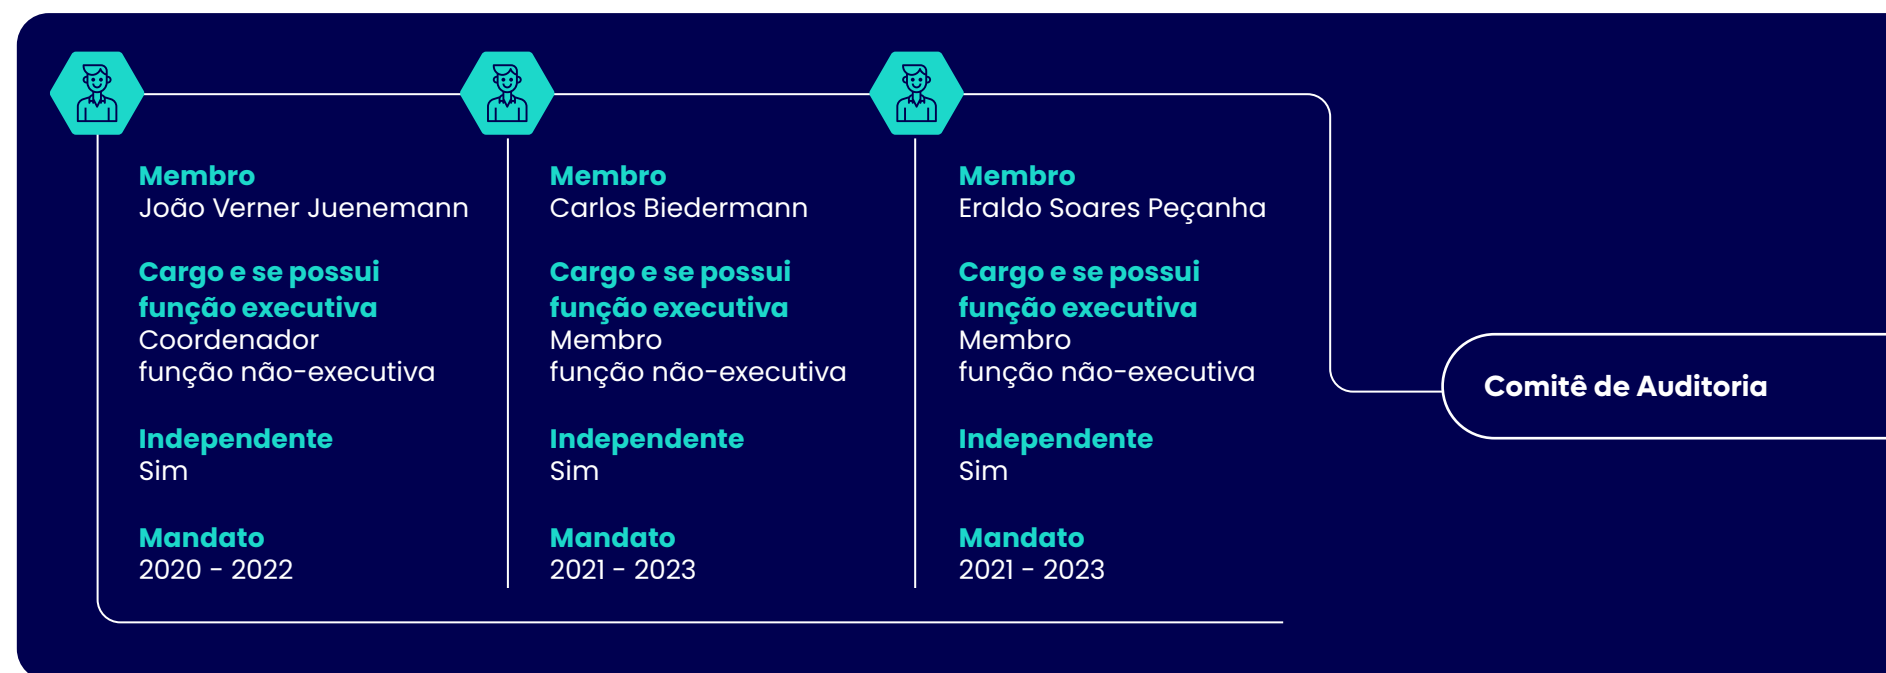 Membro
João Verner Juenemann
Cargo e se possui
função executiva
Coordenador
função não-executiva
Independente
Sim
Mandato
2020 - 2022
Membro
Carlos Biedermann
Cargo e se possui
função executiva
Membro
função não-executiva
Independente
Sim
Mandato
2021 - 2023
Membro
Eraldo Soares Peçanha
Cargo e se possui
função executiva
Membro
função não-executiva
Independente
Sim
Mandato
2021 - 2023
Comitê de Auditoria